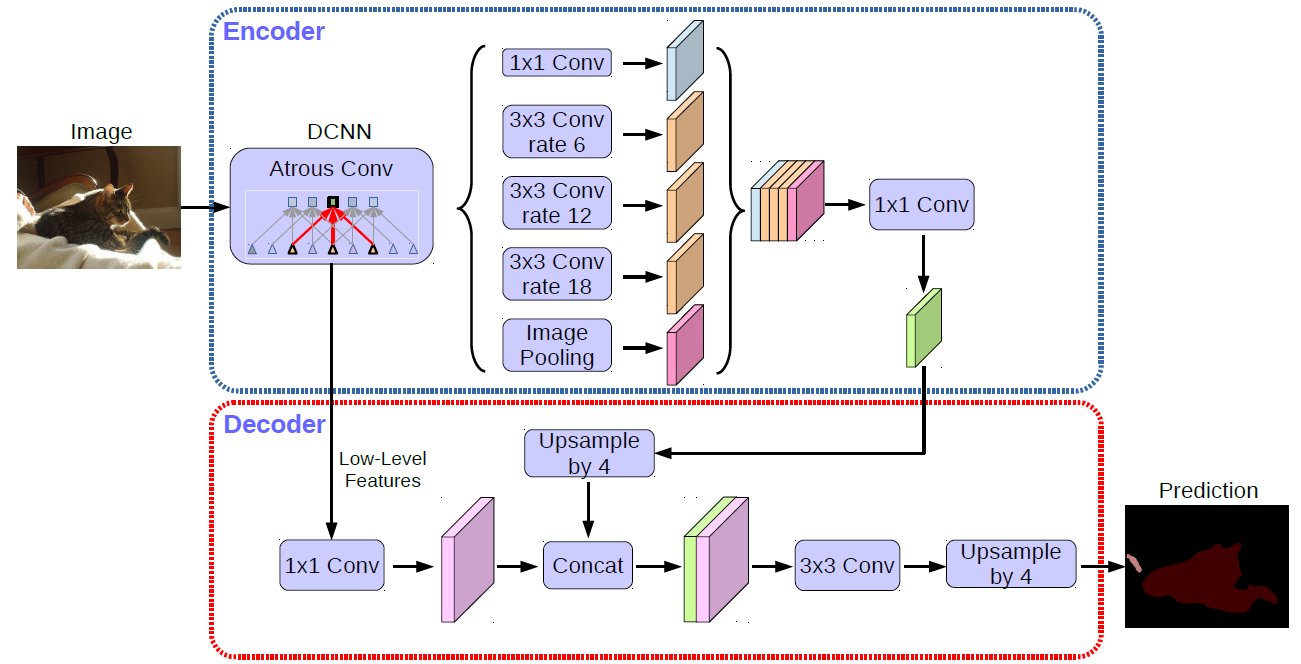 Encoder
Image
DCNN
Atrous Conv
1x1 Conv
3x3 Conv
rate 6
3x3 Conv
rate 12
3x3 Conv
rate 18
Image
Pooling
1x1 Conv
Decoder
Low-Level
Features
Upsample
by 4
1x1 Conv
Concat
3x3 Conv
Upsample
by 4
Prediction